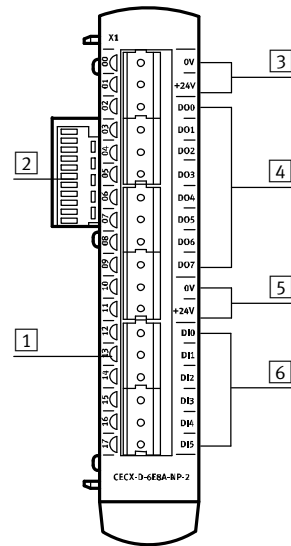 X1
00 0V 3
01 +24V
02 DO0
03 DO1
04 DO2
2 05 DO3 4
06 DO4
07 DO5
08 DO6
09 DO7
10 0V 5
11 +24V
12 DI0
1 13 DI1
14 DI2 6
15 DI3
16 DI4
17 DI5
CECX-D-6E8A-NP-2